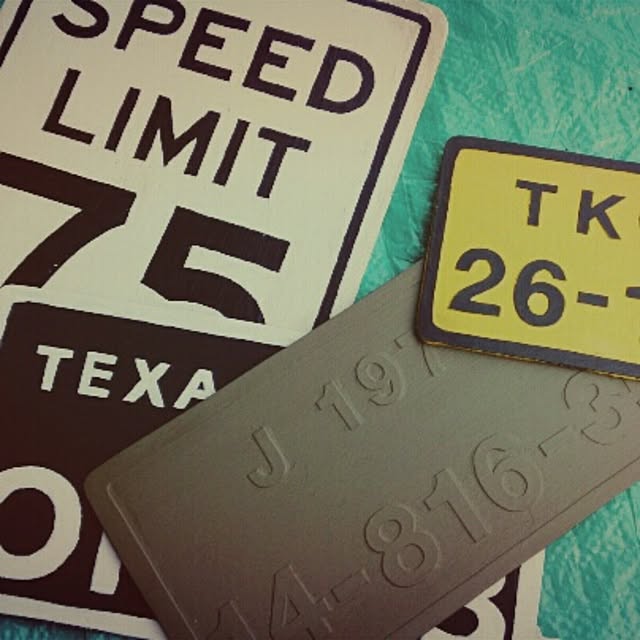 SPEED
LIMIT
75
TK
26-
TEXA
J 197
14-816-3